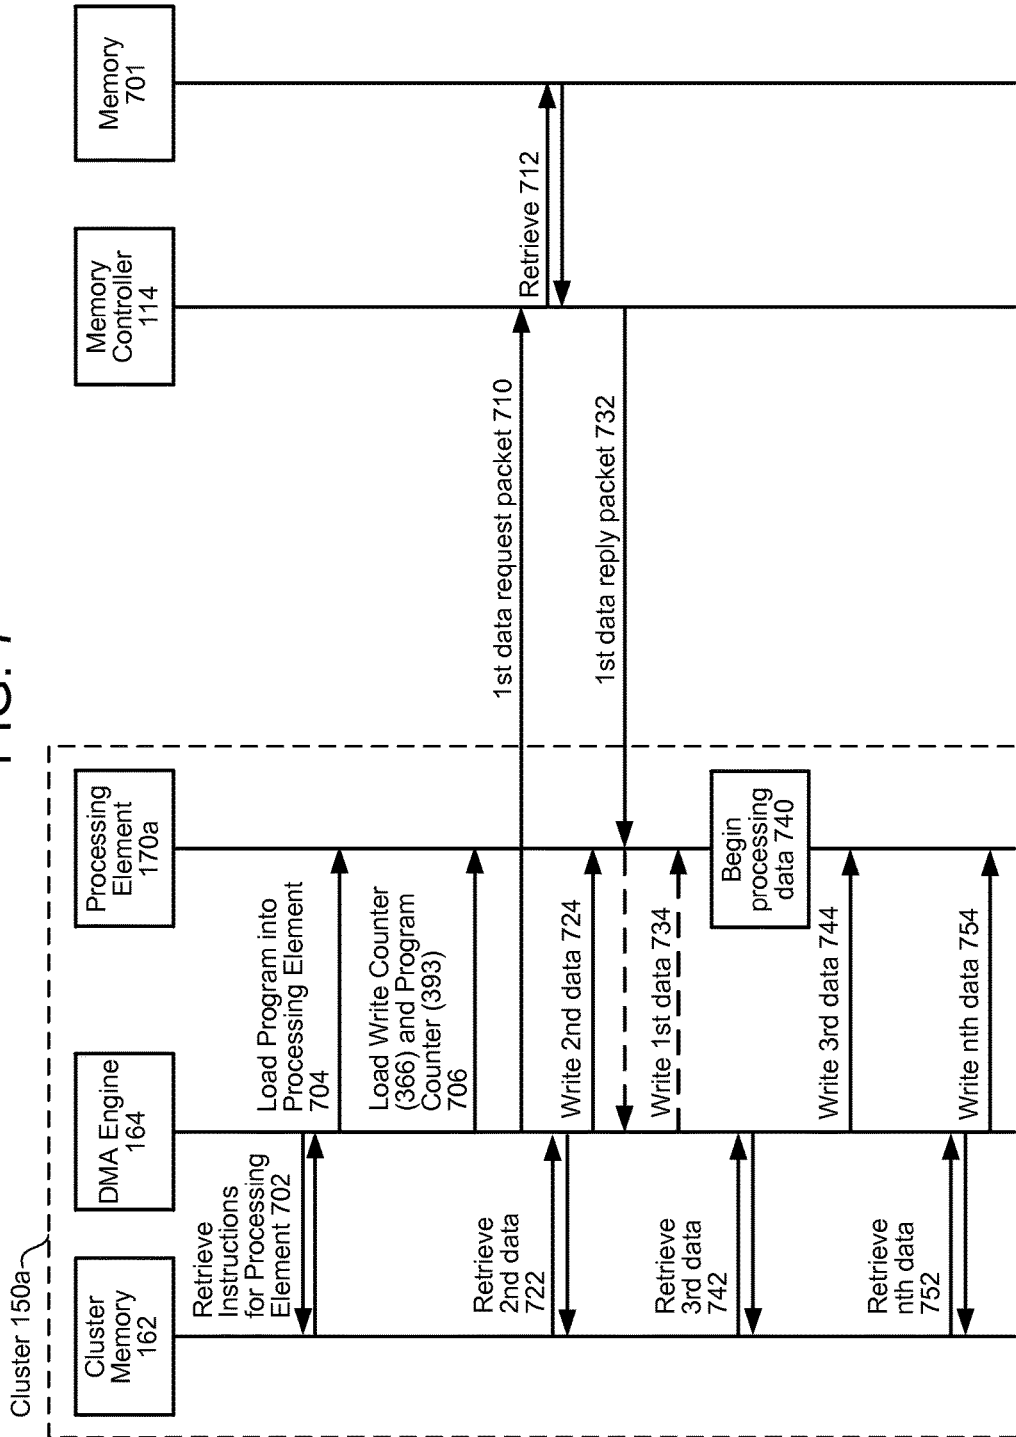 FIG. 7
Cluster 150a
Cluster
Memory
162
DMA Engine
164
Processing
Element
170a
Memory
Controller
114
Memory
701
Retrieve
Instructions
for Processing
Element 702
Load Program into
Processing Element
704
Load Write Counter
(366) and Program
Counter (393)
706
1st data request packet 710
Retrieve 712
Retrieve
2nd data
722
Write 2nd data 724
1st data reply packet 732
Write 1st data 734
Begin
processing
data 740
Retrieve
3rd data
742
Write 3rd data 744
Retrieve
nth data
752
Write nth data 754